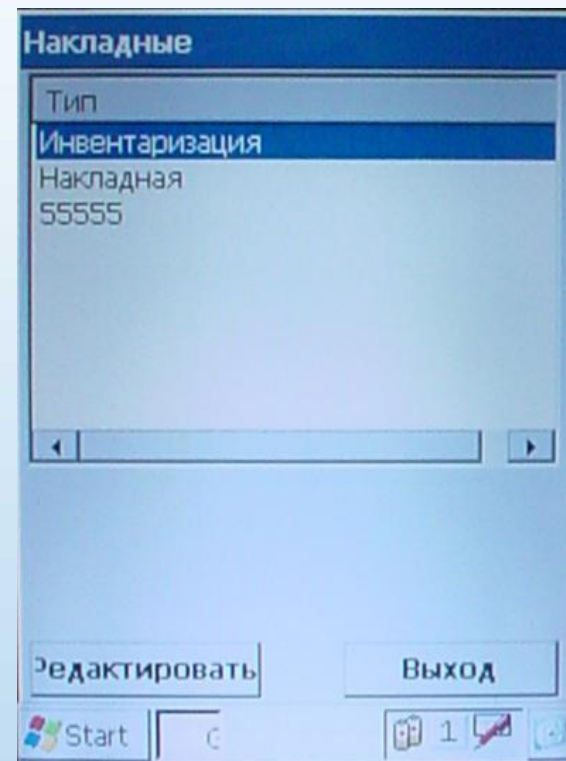 Накладные
Тип
Инвентаризация
Накладная
55555
Редактировать
Выход
Start
1